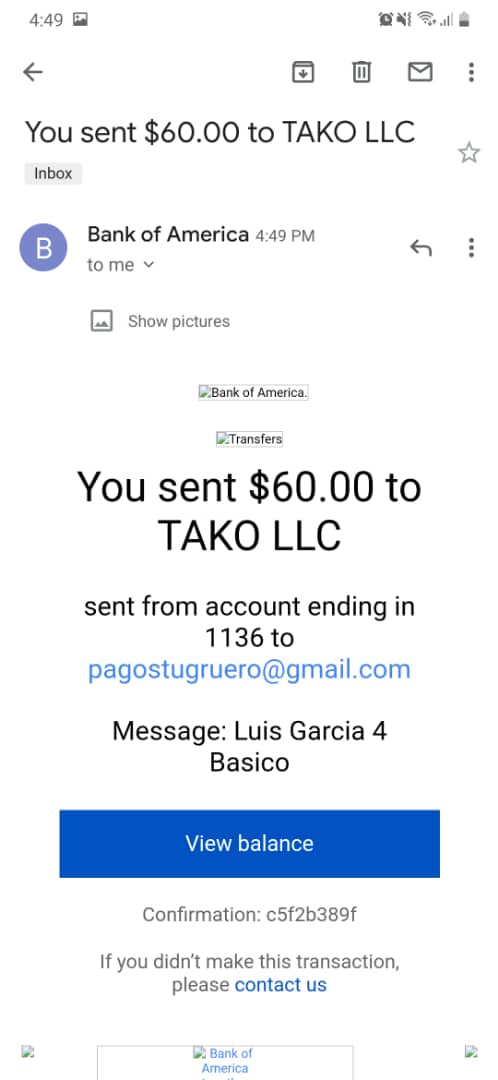 4:49
You sent $60.00 to TAKO LLC
Inbox
B
Bank of America 4:49 PM
to me
Show pictures
Bank of America.
Transfers
You sent $60.00 to
TAKO LLC
sent from account ending in
1136 to
pagostugruero@gmail.com
Message: Luis Garcia 4
Basico
View balance
Confirmation: c5f2b389f
If you didn't make this transaction,
please contact us
Bank of
America